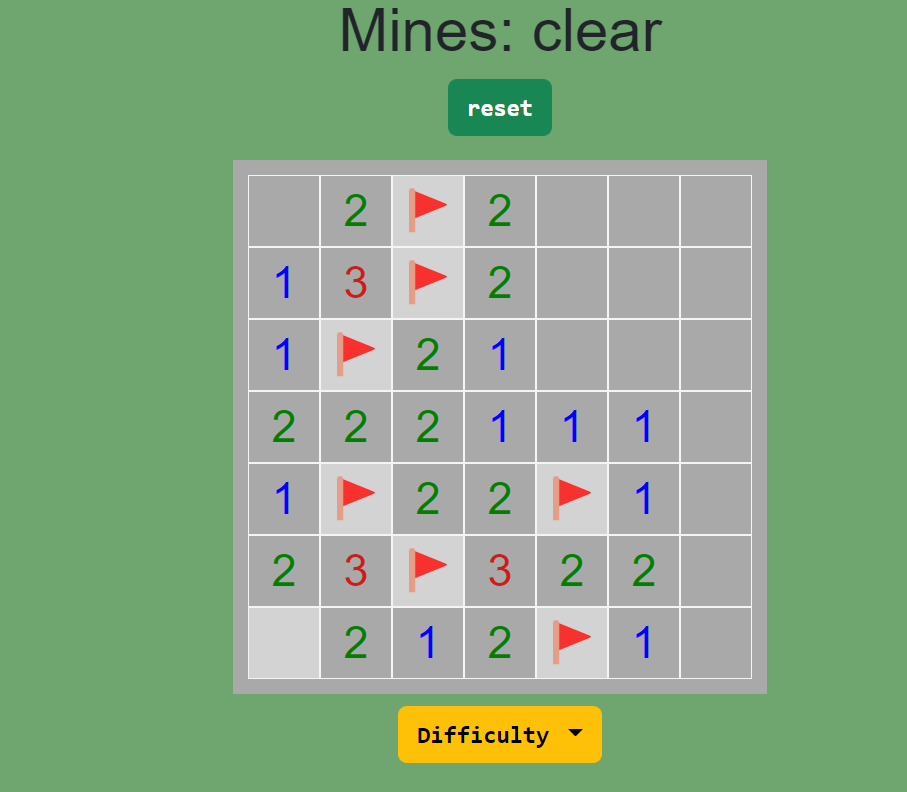 Mines: clear
reset
2 2
1 3 2
1 2 1
2 2 2 1 1 1
1 2 2 1
2 3 3 2 2
2 1 2 1
Difficulty